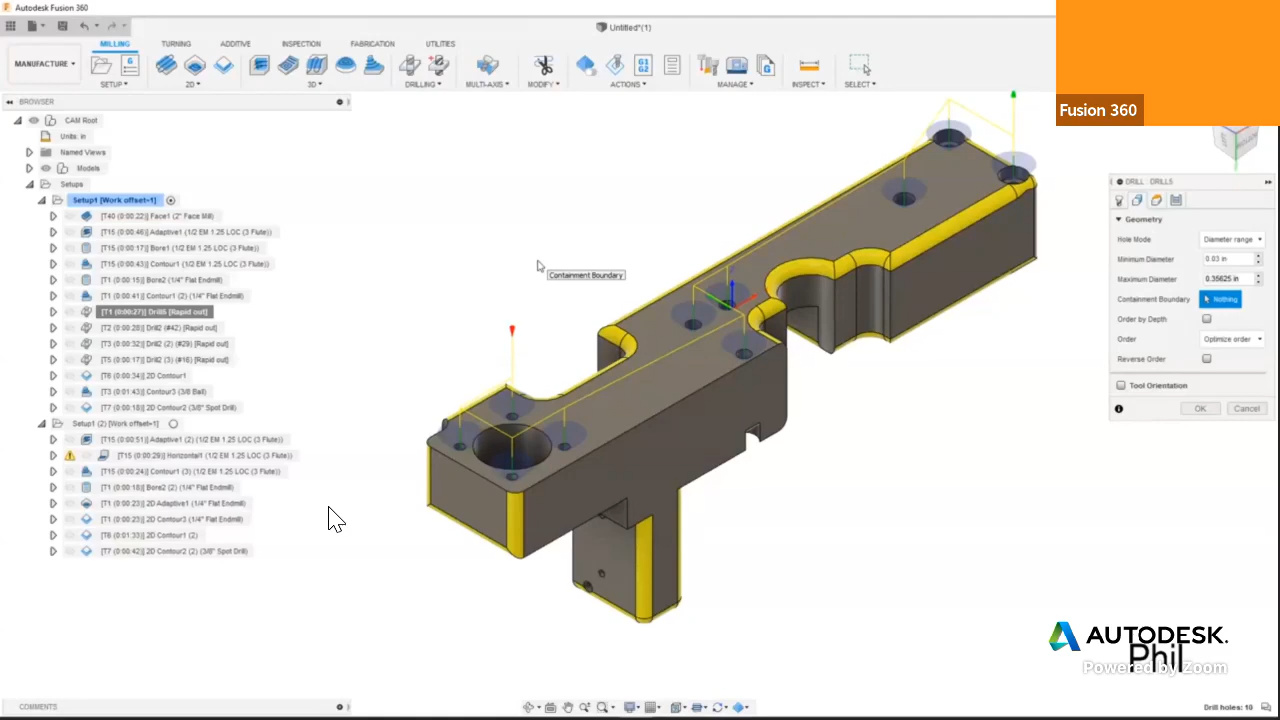 Autodesk Fusion 360
Untitled*(1)
MANUFACTURE
MILLING TURNING ADDITIVE INSPECTION FABRICATION UTILITIES
SETUP 2D 3D DRILLING MULTI-AXIS MODIFY ACTIONS MANAGE INSPECT SELECT
G1
G2
Fusion 360
BROWSER
CAM Root
Units: in
Named Views
Models
Setups
Setup1 [Work offset=1]
[T40 (0:00:22)] Face1 (2" Face Mill)
[T15 (0:00:46)] Adaptive1 (1/2 EM 1.25 LOC (3 Flute))
[T15 (0:00:17)] Bore1 (1/2 EM 1.25 LOC (3 Flute))
[T15 (0:00:43)] Contour1 (1/2 EM 1.25 LOC (3 Flute))
[T1 (0:00:15)] Bore2 (1/4" Flat Endmill)
[T1 (0:00:41)] Contour1 (2) (1/4" Flat Endmill)
[T1 (0:00:27)] Drill5 [Rapid out]
[T2 (0:00:28)] Drill2 (#42) [Rapid out]
[T3 (0:00:32)] Drill2 (2) (#29) [Rapid out]
[T5 (0:00:17)] Drill2 (3) (#16) [Rapid out]
[T6 (0:00:34)] 2D Contour1
[T3 (0:01:43)] Contour3 (3/8 Ball)
[T7 (0:00:18)] 2D Contour2 (3/8" Spot Drill)
Setup1 (2) [Work offset=1]
[T15 (0:00:51)] Adaptive1 (2) (1/2 EM 1.25 LOC (3 Flute))
[T15 (0:00:29)] Horizontal1 (1/2 EM 1.25 LOC (3 Flute))
[T15 (0:00:24)] Contour1 (3) (1/2 EM 1.25 LOC (3 Flute))
[T1 (0:00:18)] Bore2 (2) (1/4" Flat Endmill)
[T1 (0:00:23)] 2D Adaptive1 (1/4" Flat Endmill)
[T1 (0:00:23)] 2D Contour3 (1/4" Flat Endmill)
[T6 (0:01:33)] 2D Contour1 (2)
[T7 (0:00:42)] 2D Contour2 (2) (3/8" Spot Drill)
Containment Boundary
DRILL : DRILL5
Geometry
Hole Mode Diameter range
Minimum Diameter 0.03 in
Maximum Diameter 0.35625 in
Containment Boundary Nothing
Order by Depth
Order Optimize order
Reverse Order
Tool Orientation
OK Cancel
AUTODESK.
Phil
Powered by Zoom
COMMENTS
Drill holes: 10